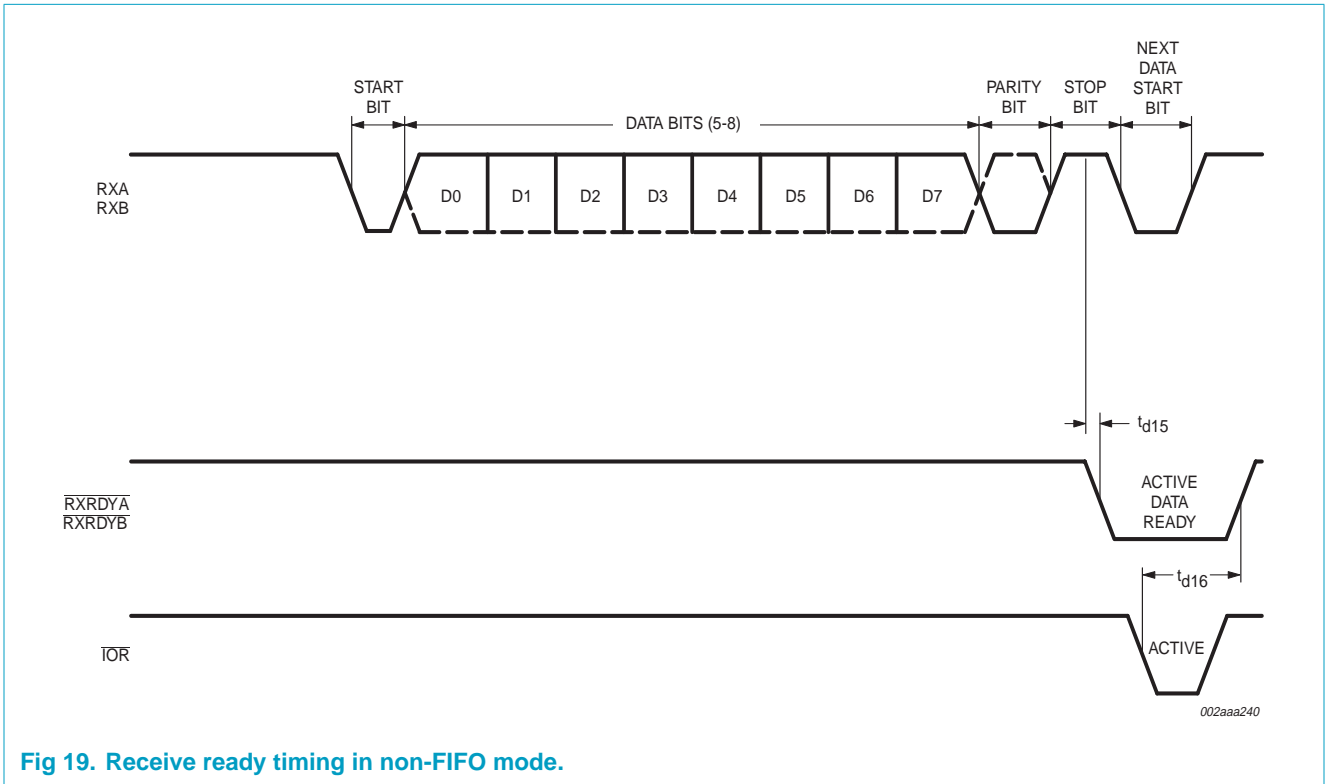 START
BIT
DATA BITS (5-8)
PARITY
BIT
STOP
BIT
NEXT
DATA
START
BIT
RXA
RXB
D0
D1
D2
D3
D4
D5
D6
D7
td15
RXRDYA
RXRDYB
ACTIVE
DATA
READY
td16
IOR
ACTIVE
002aaa240
Fig 19. Receive ready timing in non-FIFO mode.